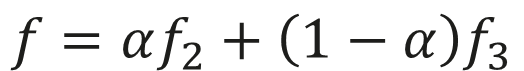 f = αf₂ + (1 − α)f₃